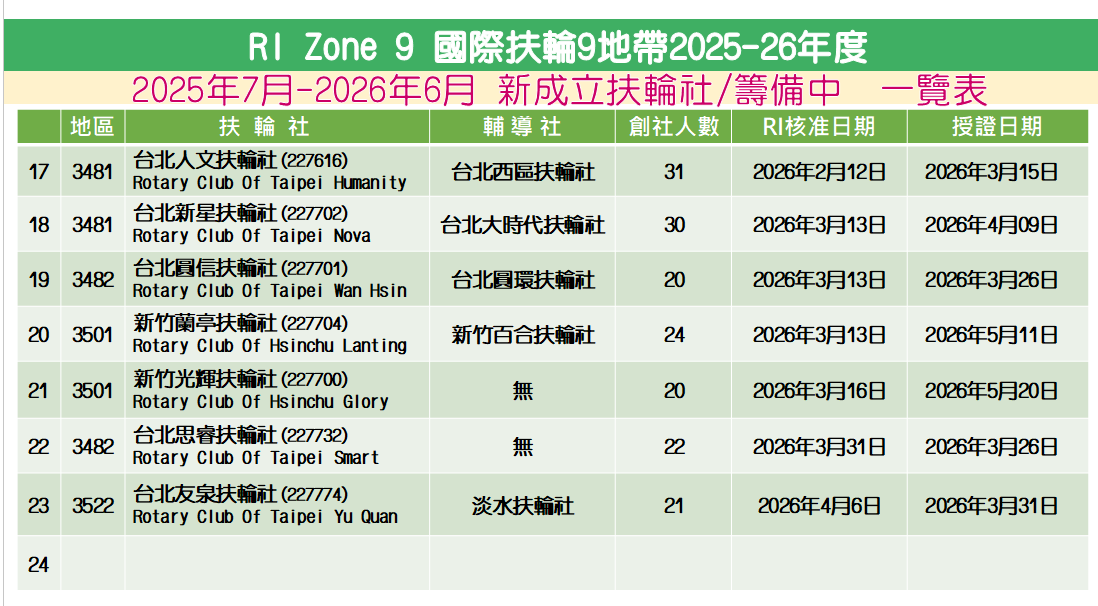 RI Zone 9 國際扶輪9地帶2025-26年度
2025年7月-2026年6月 新成立扶輪社/籌備中 一覽表
地區 扶輪社 輔導社 創社人數 RI核准日期 授證日期
17 3481 台北人文扶輪社(227616) 台北西區扶輪社 31 2026年2月12日 2026年3月15日
Rotary Club Of Taipei Humanity
18 3481 台北新星扶輪社(227702) 台北大時代扶輪社 30 2026年3月13日 2026年4月09日
Rotary Club Of Taipei Nova
19 3482 台北圓信扶輪社(227701) 台北圓環扶輪社 20 2026年3月13日 2026年3月26日
Rotary Club Of Taipei Wan Hsin
20 3501 新竹蘭亭扶輪社(227704) 新竹百合扶輪社 24 2026年3月13日 2026年5月11日
Rotary Club Of Hsinchu Lanting
21 3501 新竹光輝扶輪社(227700) 無 20 2026年3月16日 2026年5月20日
Rotary Club Of Hsinchu Glory
22 3482 台北思睿扶輪社(227732) 無 22 2026年3月31日 2026年3月26日
Rotary Club Of Taipei Smart
23 3522 台北友泉扶輪社(227774) 淡水扶輪社 21 2026年4月6日 2026年3月31日
Rotary Club Of Taipei Yu Quan
24